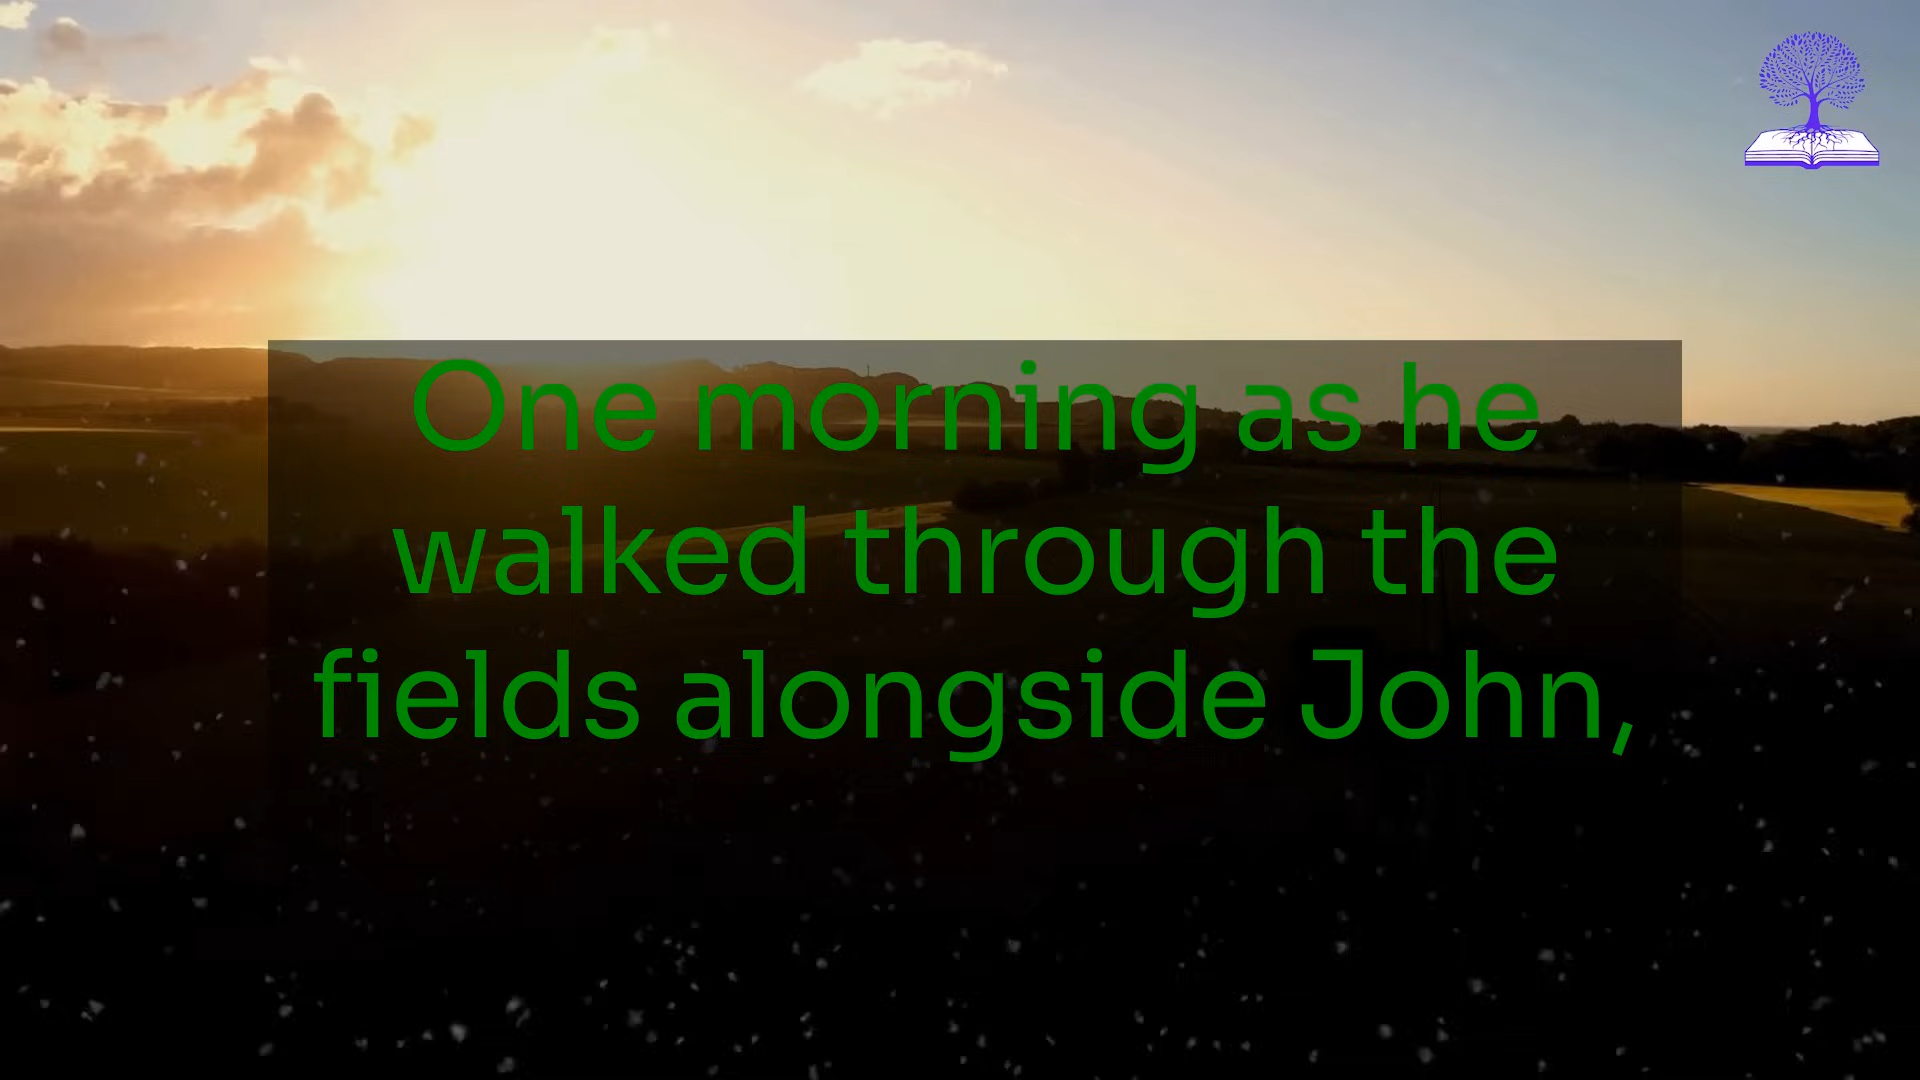 One morning as he
walked through the
fields alongside John,